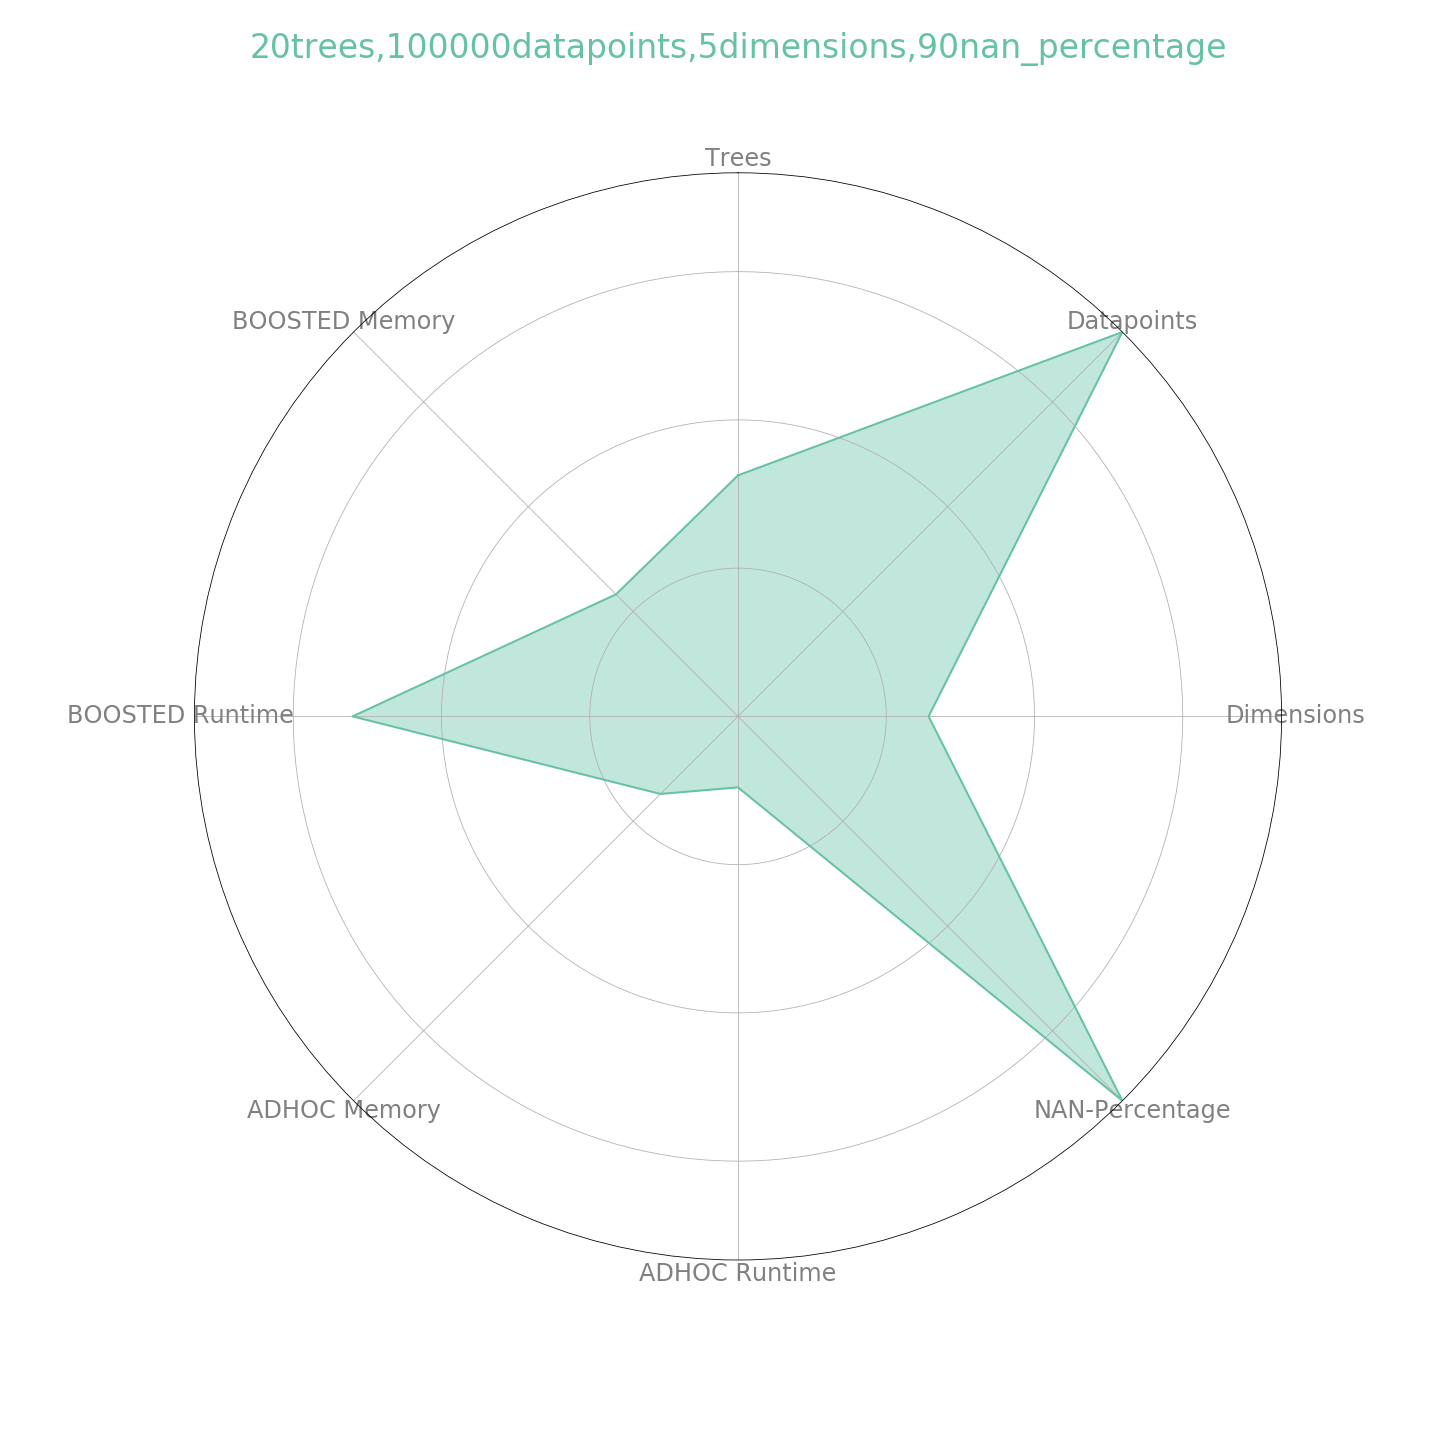 20trees,100000datapoints,5dimensions,90nan_percentage
Trees
BOOSTED Memory
Datapoints
BOOSTED Runtime
Dimensions
ADHOC Memory
NAN-Percentage
ADHOC Runtime